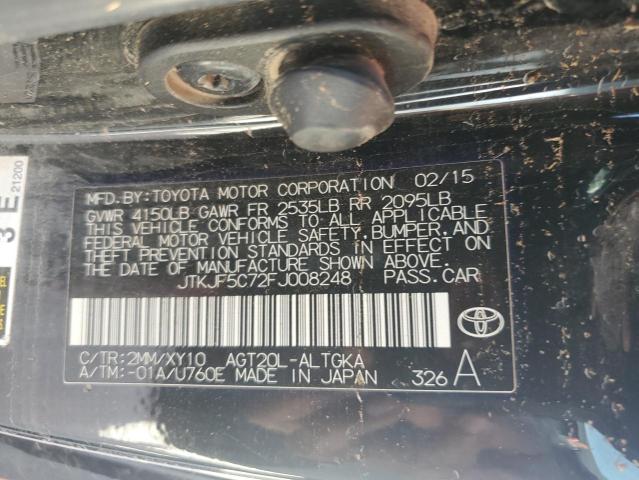 MFD.BY:TOYOTA MOTOR CORPORATION 02/15
GVWR 4150LB GAWR FR 2535LB RR 2095LB
THIS VEHICLE CONFORMS TO ALL APPLICABLE
FEDERAL MOTOR VEHICLE SAFETY,BUMPER,AND
THEFT PREVENTION STANDARDS IN EFFECT ON
THE DATE OF MANUFACTURE SHOWN ABOVE.
JTKJF5C72FJ008248 PASS.CAR
C/TR:2MM/XY10 AGT20L-ALTGKA
A/TM:-01A/U760E MADE IN JAPAN 326 A
3 E
21200